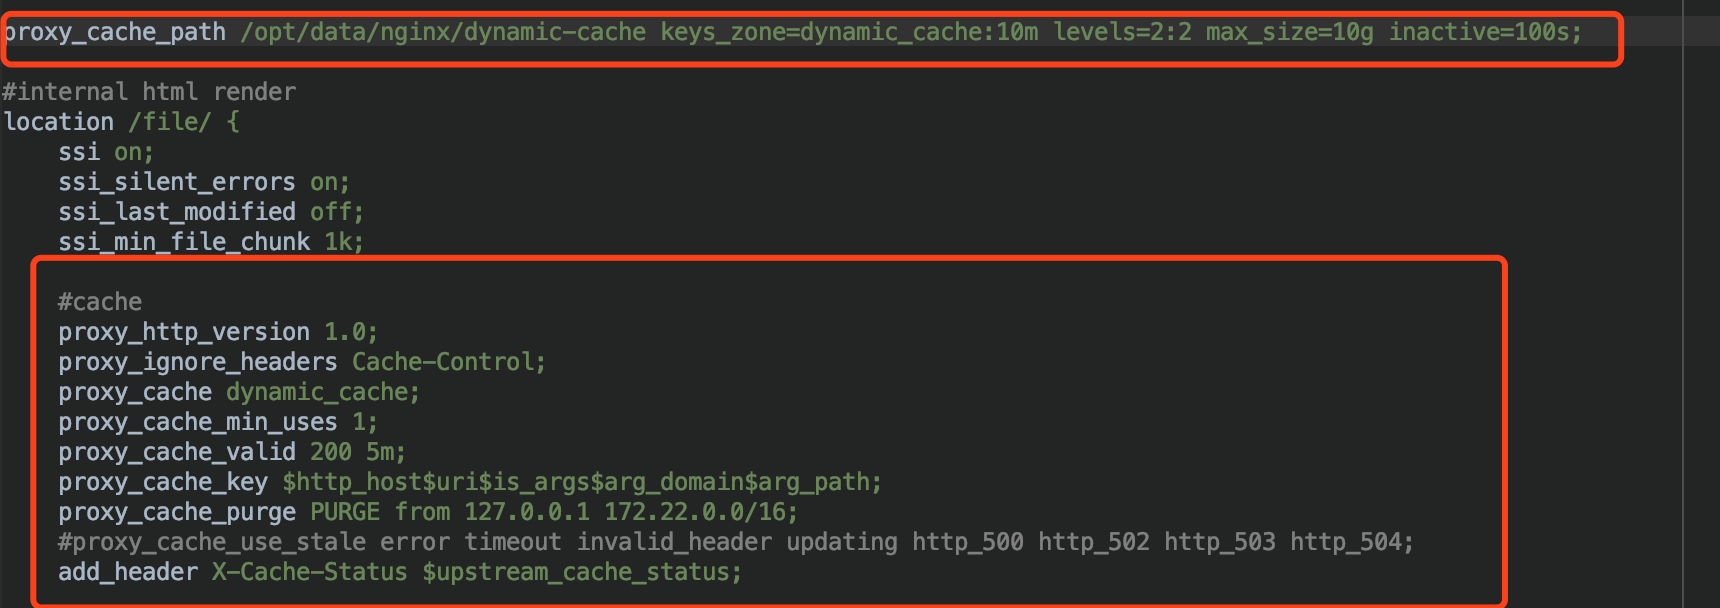 proxy_cache_path /opt/data/nginx/dynamic-cache keys_zone=dynamic_cache:10m levels=2:2 max_size=10g inactive=100s;
#internal html render
location /file/ {
ssi on;
ssi_silent_errors on;
ssi_last_modified off;
ssi_min_file_chunk 1k;
#cache
proxy_http_version 1.0;
proxy_ignore_headers Cache-Control;
proxy_cache dynamic_cache;
proxy_cache_min_uses 1;
proxy_cache_valid 200 5m;
proxy_cache_key $http_host$uri$is_args$arg_domain$arg_path;
proxy_cache_purge PURGE from 127.0.0.1 172.22.0.0/16;
#proxy_cache_use_stale error timeout invalid_header updating http_500 http_502 http_503 http_504;
add_header X-Cache-Status $upstream_cache_status;